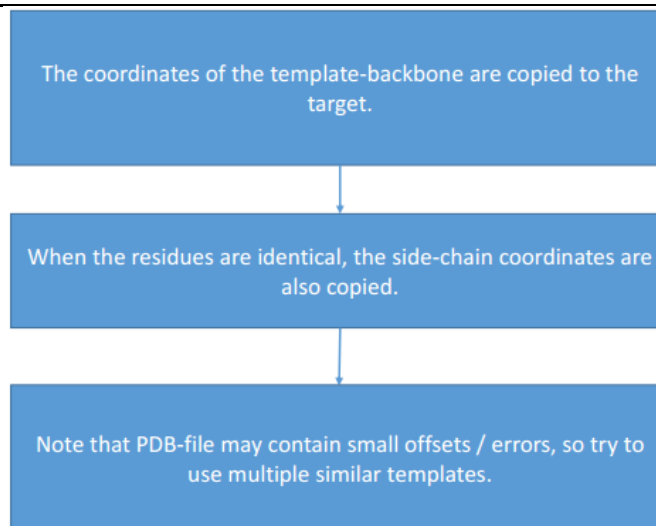 The coordinates of the template-backbone are copied to the
target.
When the residues are identical, the side-chain coordinates are
also copied.
Note that PDB-file may contain small offsets / errors, so try to
use multiple similar templates.